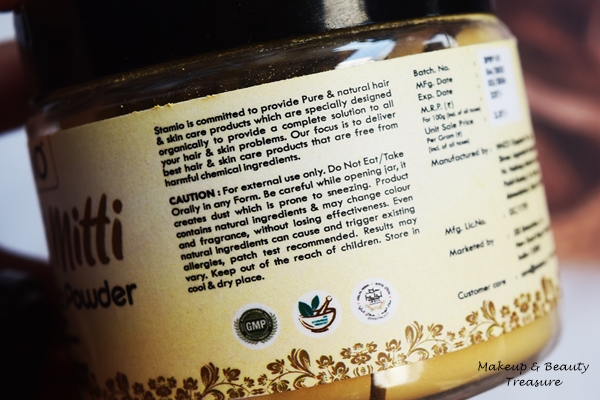 Stamio is committed to provide Pure & natural hair
& skin care products which are specially designed
organically to provide a complete solution to all
your hair & skin problems. Our focus is to deliver
best hair & skin care products that are free from
harmful chemical ingredients.
CAUTION : For external use only. Do Not Eat/Take
Orally in any Form. Be careful while opening jar, it
creates dust which is prone to sneezing. Product
contains natural ingredients & may change colour
and fragrance, without losing effectiveness. Even
natural ingredients can cause and trigger existing
allergies, patch test recommended. Results may
vary. Keep out of the reach of children. Store in
cool & dry place.
Mitti
Powder
GMP
Batch. No.
Mfg. Date
Exp. Date
M.R.P. (₹)
For 100g (incl. of all taxes)
Unit Sale Price
Per Gram (₹)
(incl. of all taxes)
Manufactured by :
Mfg. Lic.No.
Marketed by
Customer care
Makeup & Beauty
Treasure